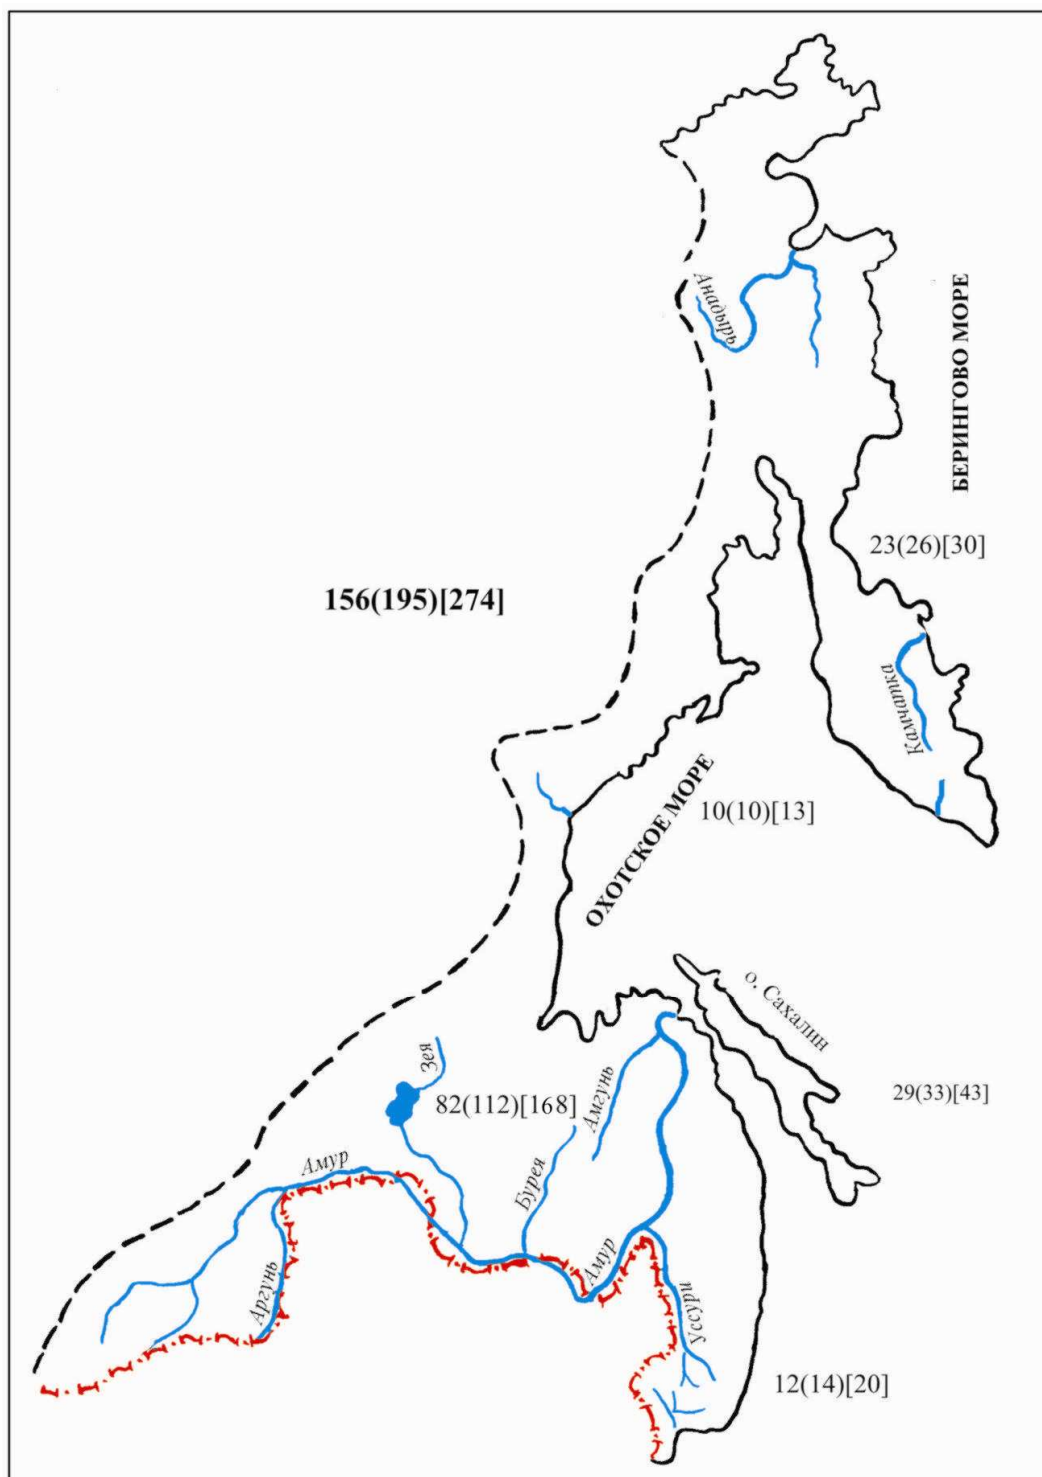 Анадырь
БЕРИНГОВО МОРЕ
23(26)[30]
156(195)[274]
Камчатка
ОХОТСКОЕ МОРЕ
10(10)[13]
о. Сахалин
Зея
82(112)[168]
Амгунь
29(33)[43]
Амур
Бурея
Аргунь
Амур
Уссури
12(14)[20]